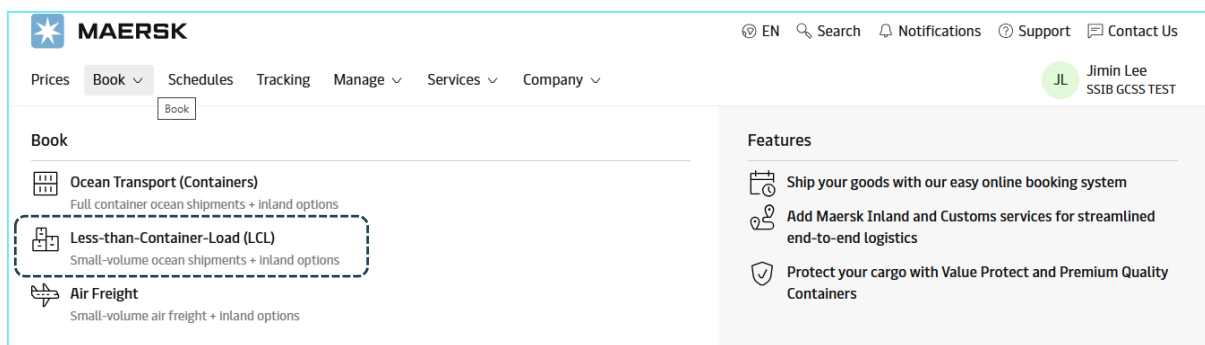 MAERSK
EN Search Notifications Support Contact Us
Prices Book Schedules Tracking Manage Services Company
JL
Jimin Lee
SSIB GCSS TEST
Book
Book
Ocean Transport (Containers)
Full container ocean shipments + inland options
Less-than-Container-Load (LCL)
Small-volume ocean shipments + inland options
Air Freight
Small-volume air freight + inland options
Features
Ship your goods with our easy online booking system
Add Maersk Inland and Customs services for streamlined
end-to-end logistics
Protect your cargo with Value Protect and Premium Quality
Containers